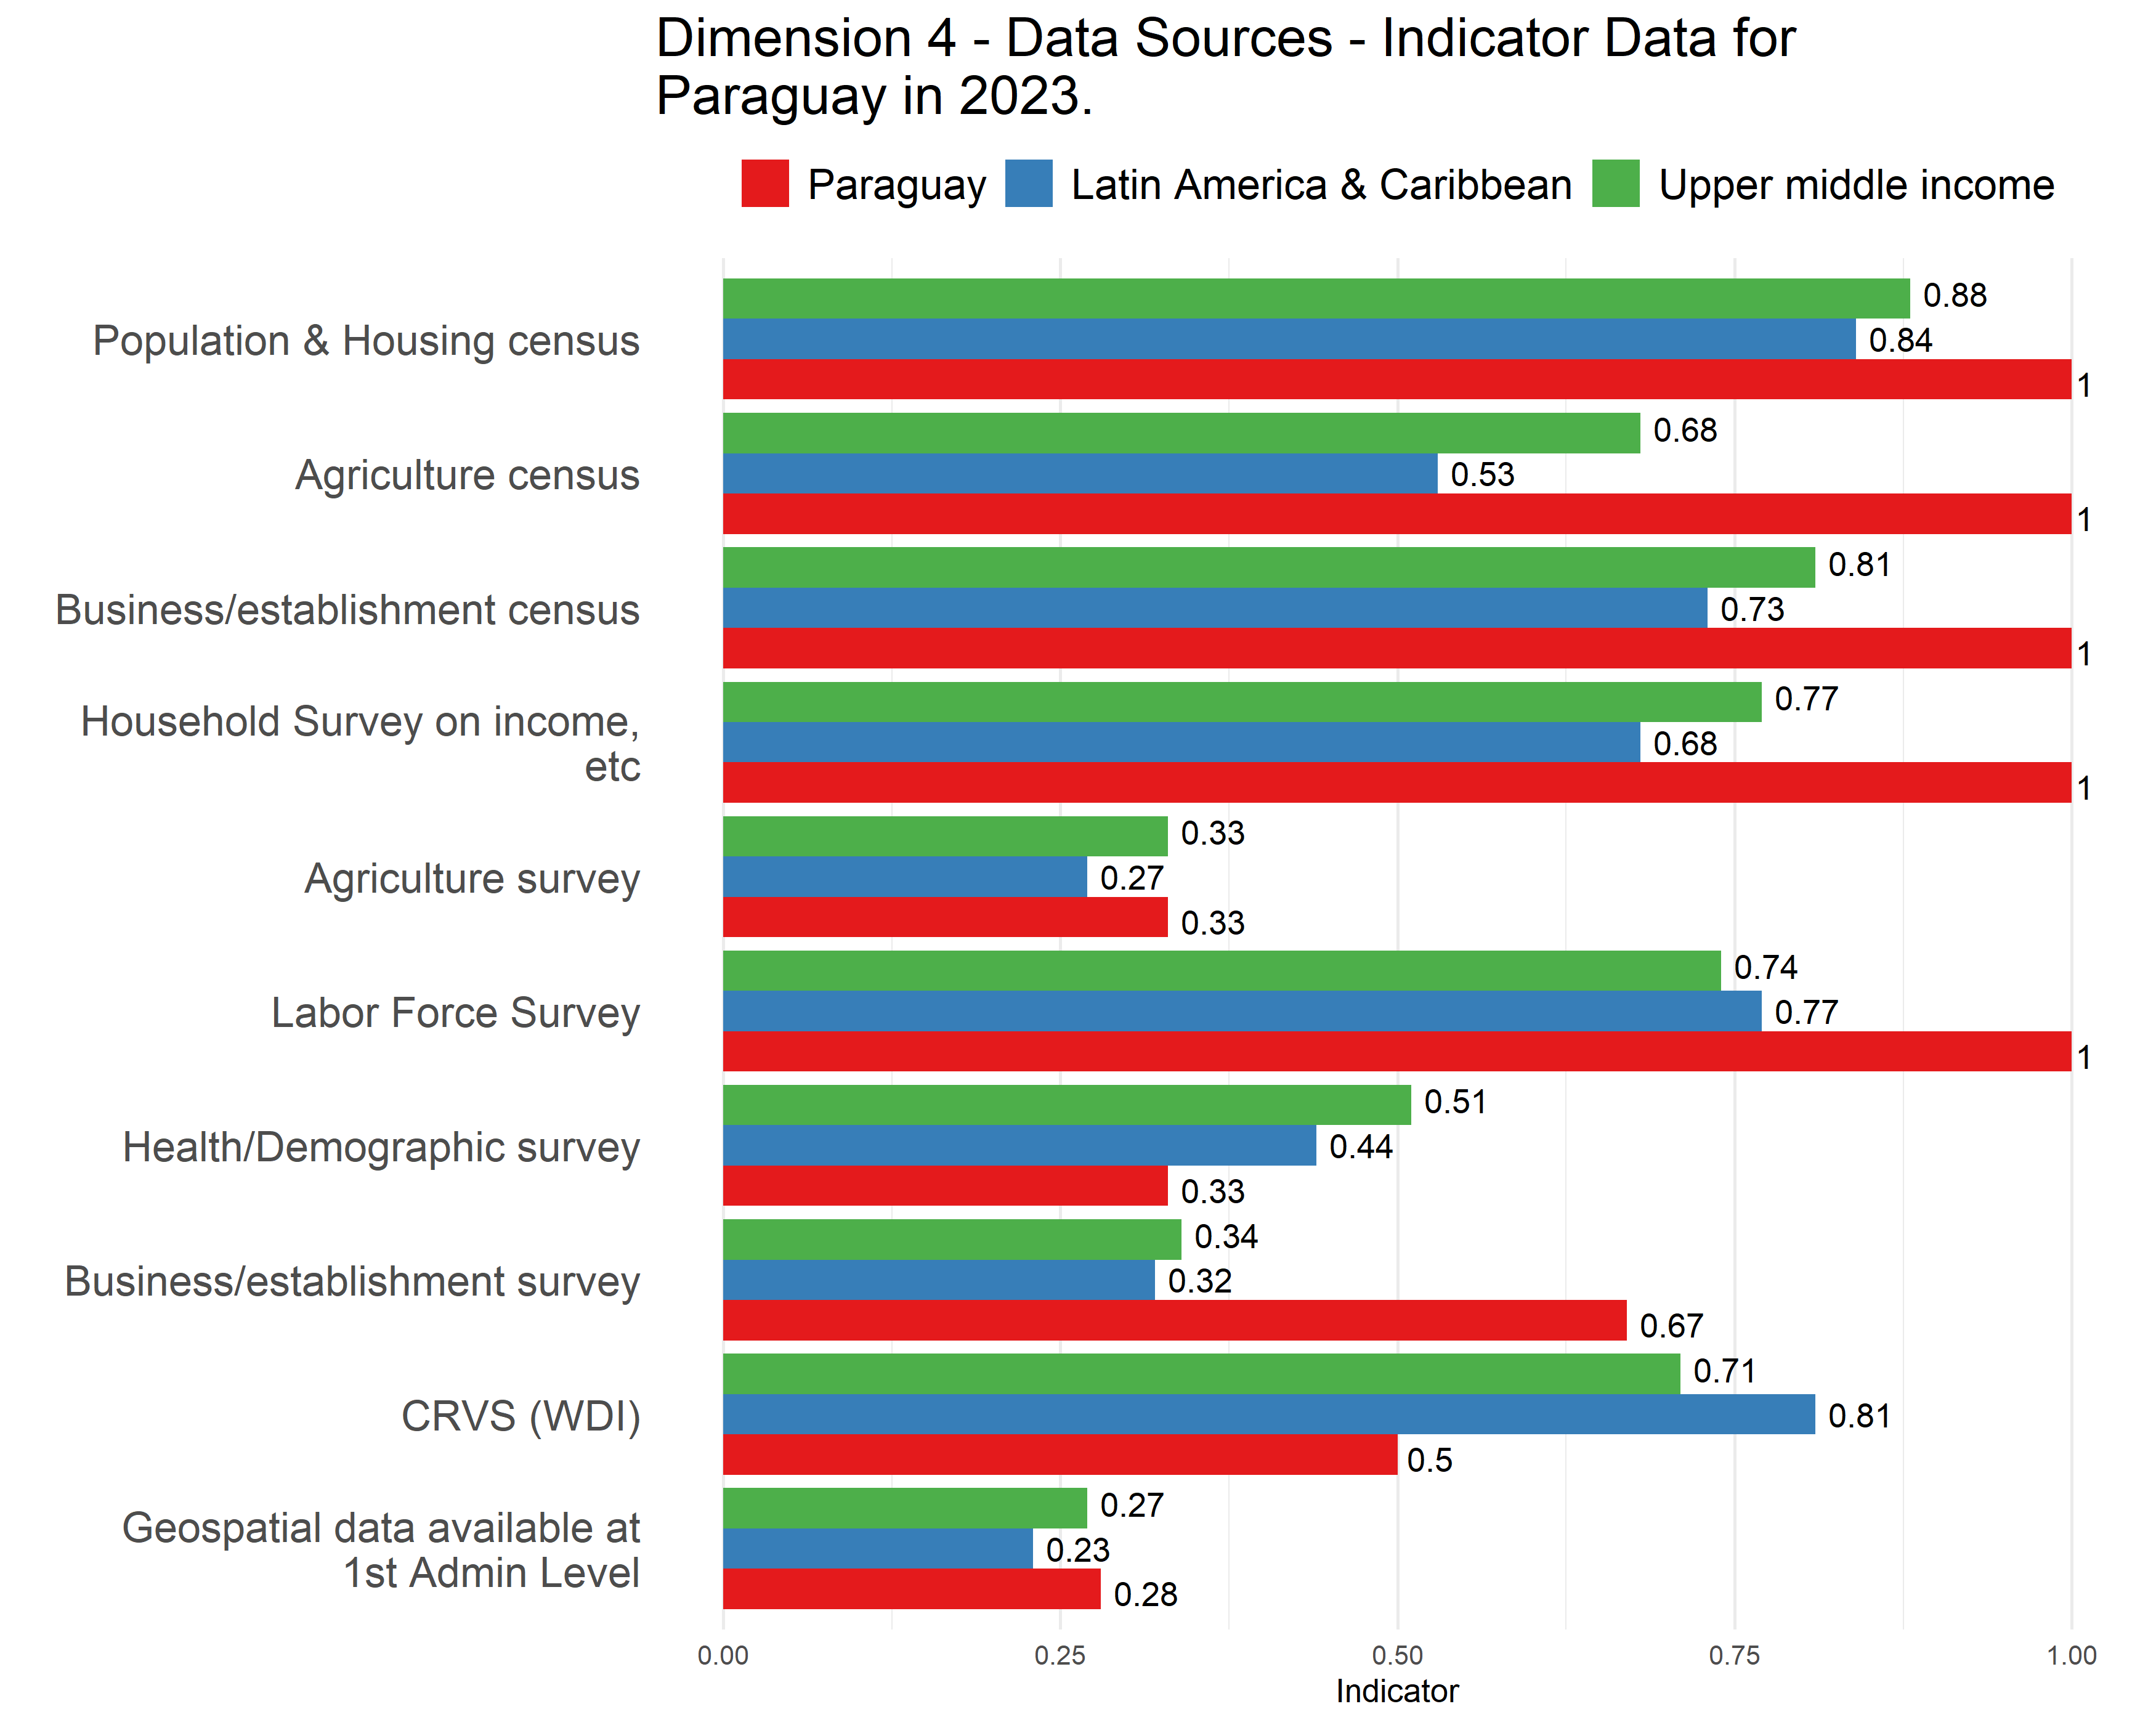 Dimension 4 - Data Sources - Indicator Data for
Paraguay in 2023.
Paraguay Latin America & Caribbean Upper middle income
0.88
Population & Housing census 0.84
1
0.68
Agriculture census 0.53
1
0.81
Business/establishment census 0.73
1
0.77
Household Survey on income,
etc
0.68
1
0.33
Agriculture survey 0.27
0.33
0.74
Labor Force Survey 0.77
1
0.51
Health/Demographic survey 0.44
0.33
0.34
Business/establishment survey 0.32
0.67
0.71
CRVS (WDI) 0.81
0.5
0.27
Geospatial data available at
1st Admin Level
0.23
0.28
0.00 0.25 0.50 0.75 1.00
Indicator